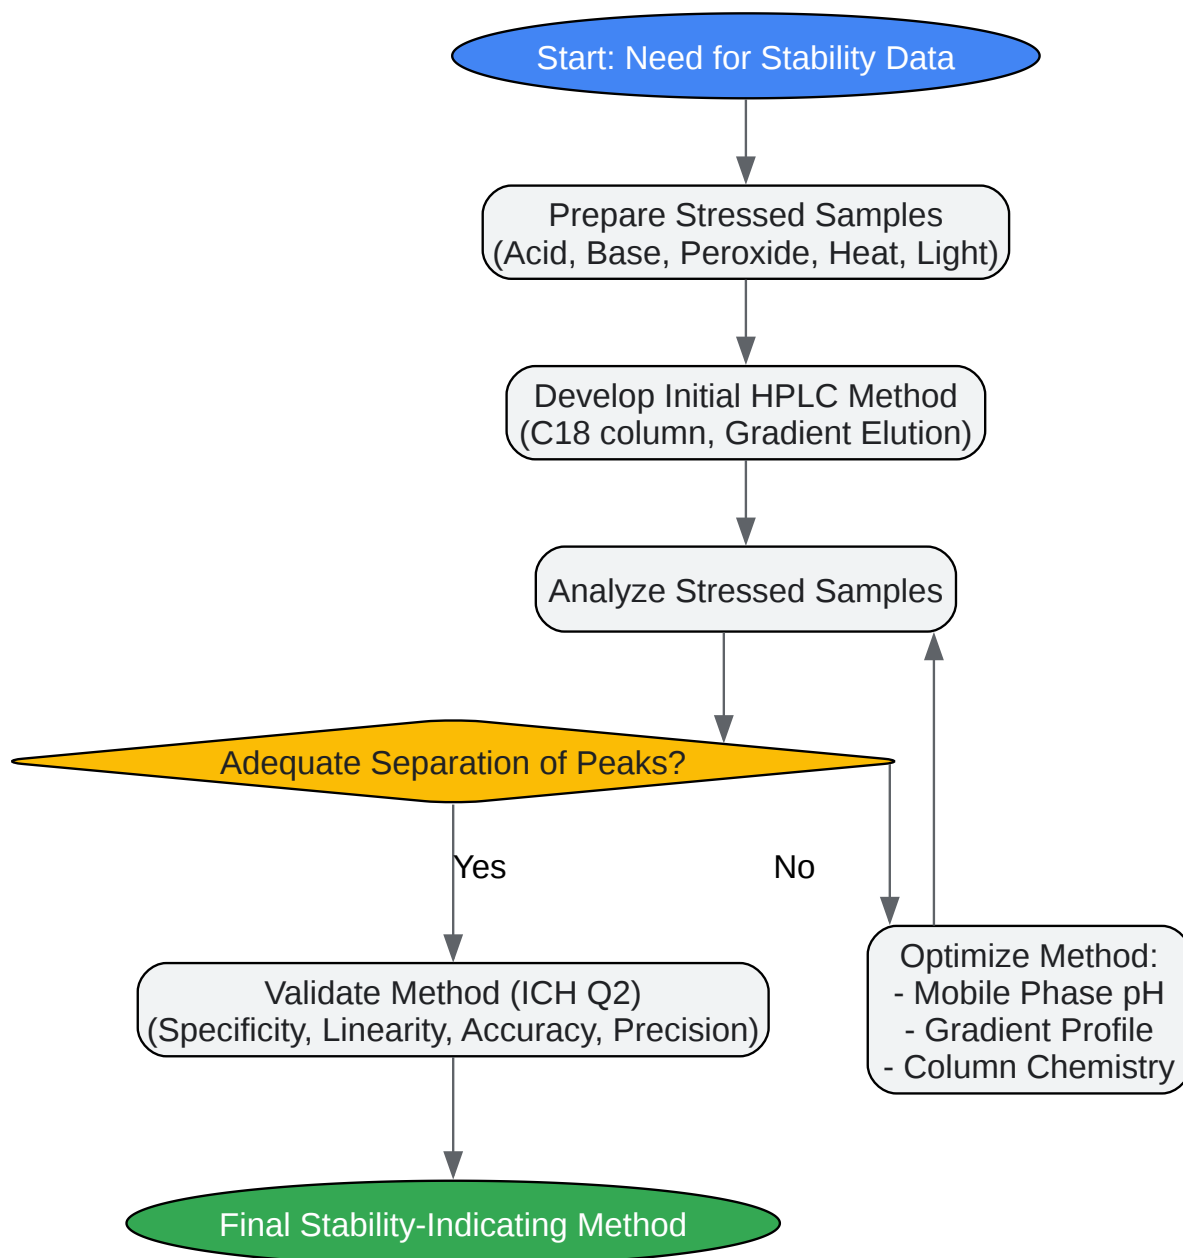 Start: Need for Stability Data
Prepare Stressed Samples
(Acid, Base, Peroxide, Heat, Light)
Develop Initial HPLC Method
(C18 column, Gradient Elution)
Analyze Stressed Samples
Adequate Separation of Peaks?
Yes
No
Optimize Method:
- Mobile Phase pH
- Gradient Profile
- Column Chemistry
Validate Method (ICH Q2)
(Specificity, Linearity, Accuracy, Precision)
Final Stability-Indicating Method